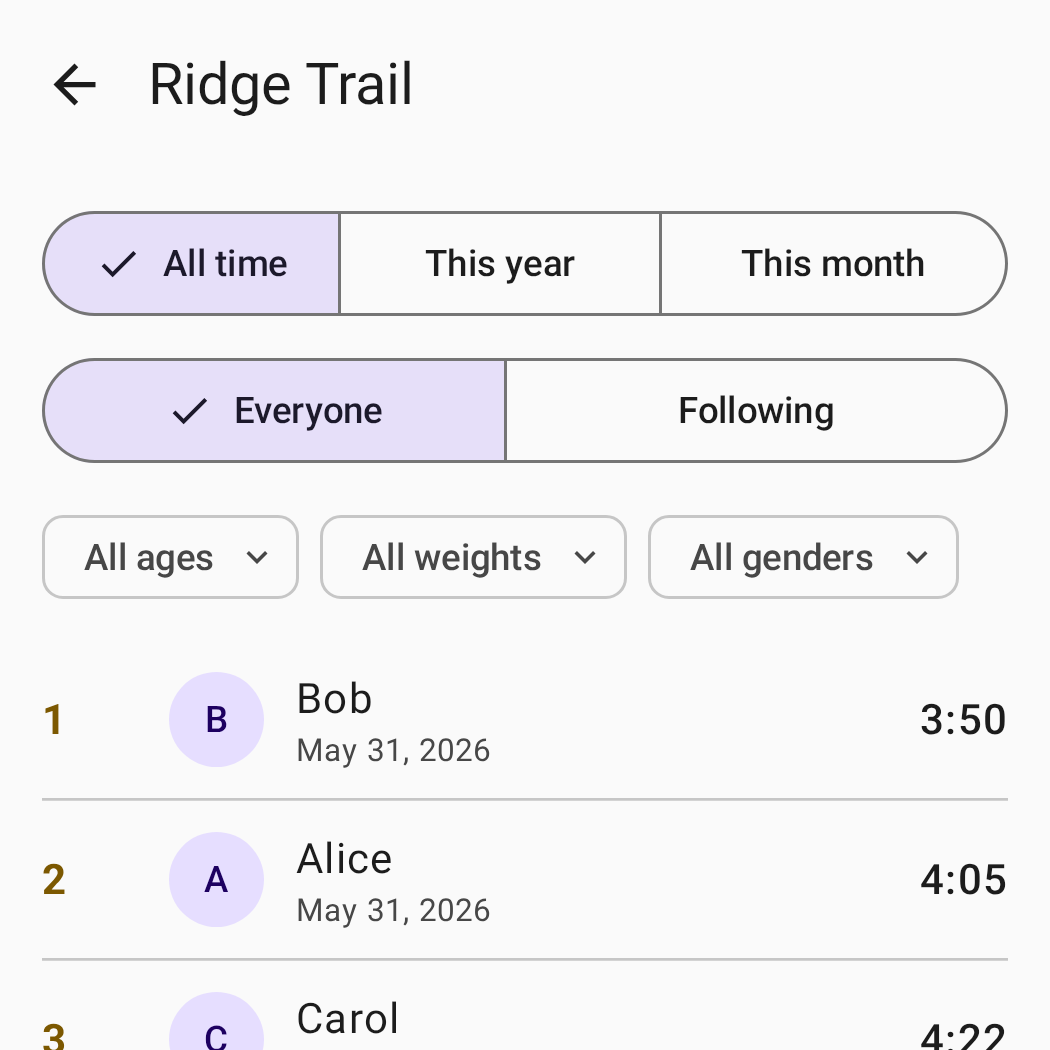 Ridge Trail
All time This year This month
Everyone Following
All ages All weights All genders
1 B Bob 3:50
May 31, 2026
2 A Alice 4:05
May 31, 2026
3 C Carol 4:22